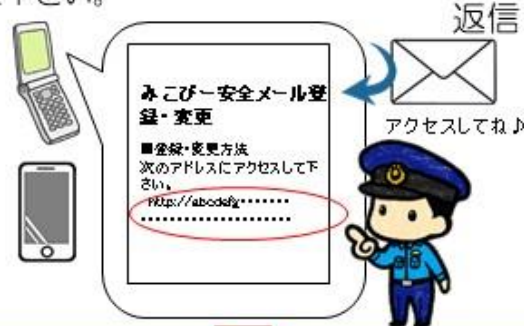 下さい。
返信
みこぴー安全メール登
録・変更
■登録・変更方法
次のアドレスにアクセスして下
さい。
http://abcdefg・・・・・・・・
・・・・・・・・・・・・・・・・・・・・
アクセスしてね♪